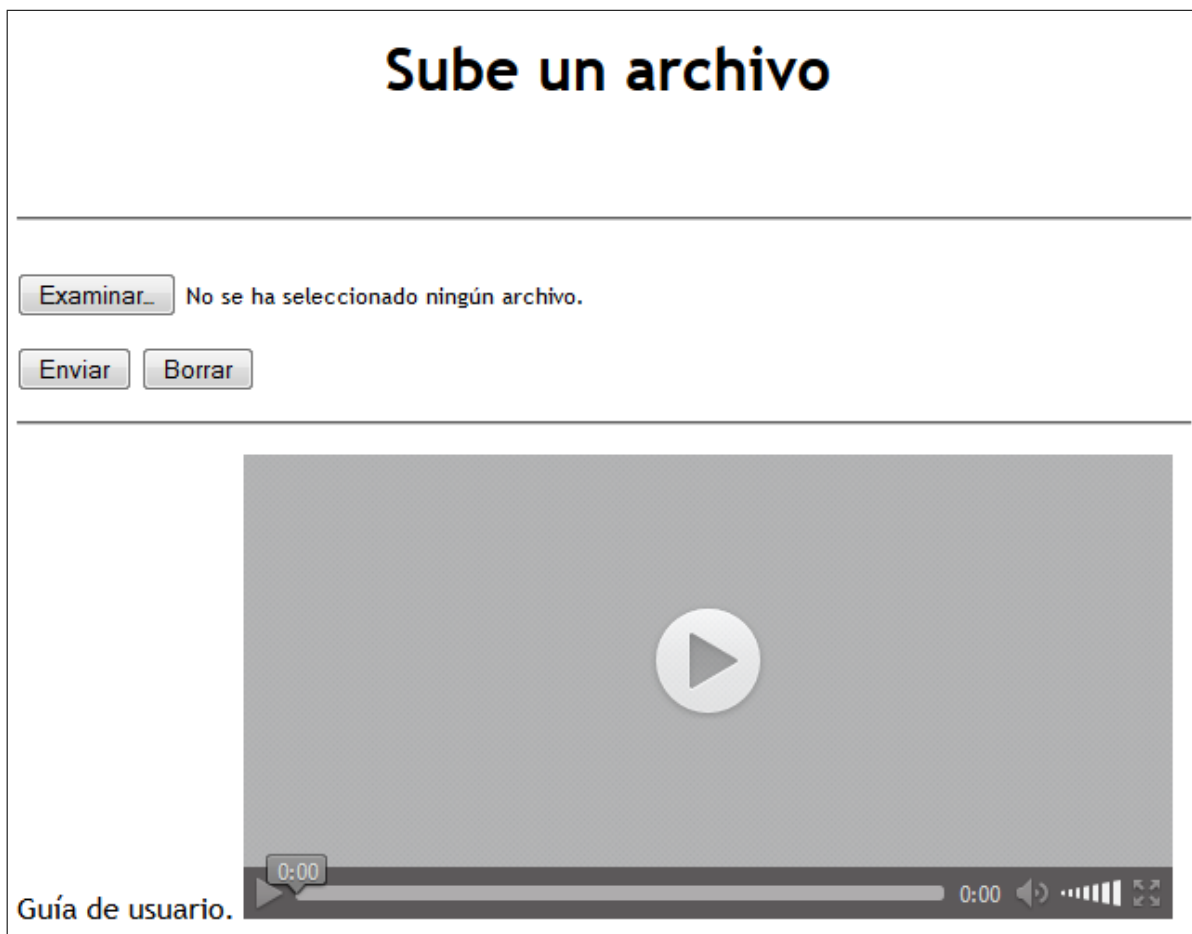 Sube un archivo
Examinar... No se ha seleccionado ningún archivo.
Enviar Borrar
0:00
0:00
Guía de usuario.